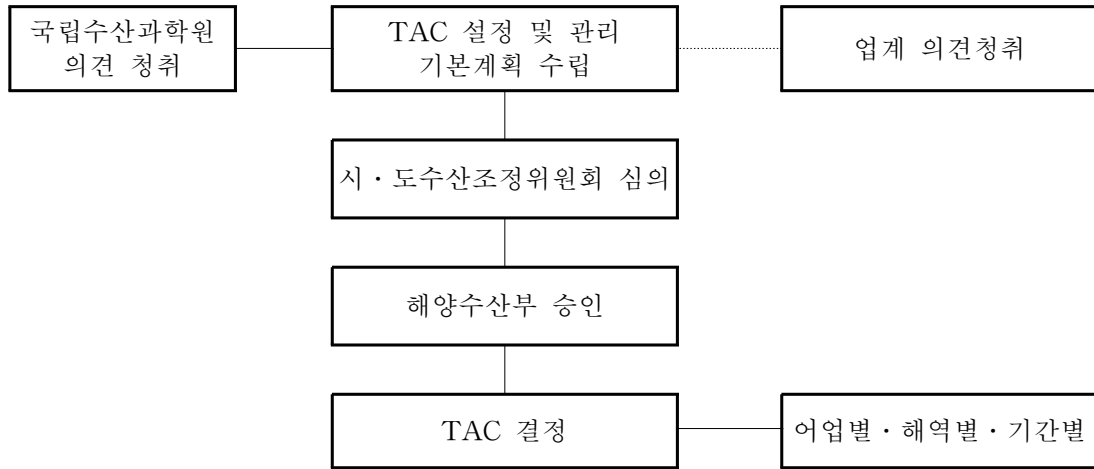 국립수산과학원
의견 청취
TAC 설정 및 관리
기본계획 수립
업계 의견청취
시·도수산조정위원회 심의
해양수산부 승인
TAC 결정
어업별·해역별·기간별